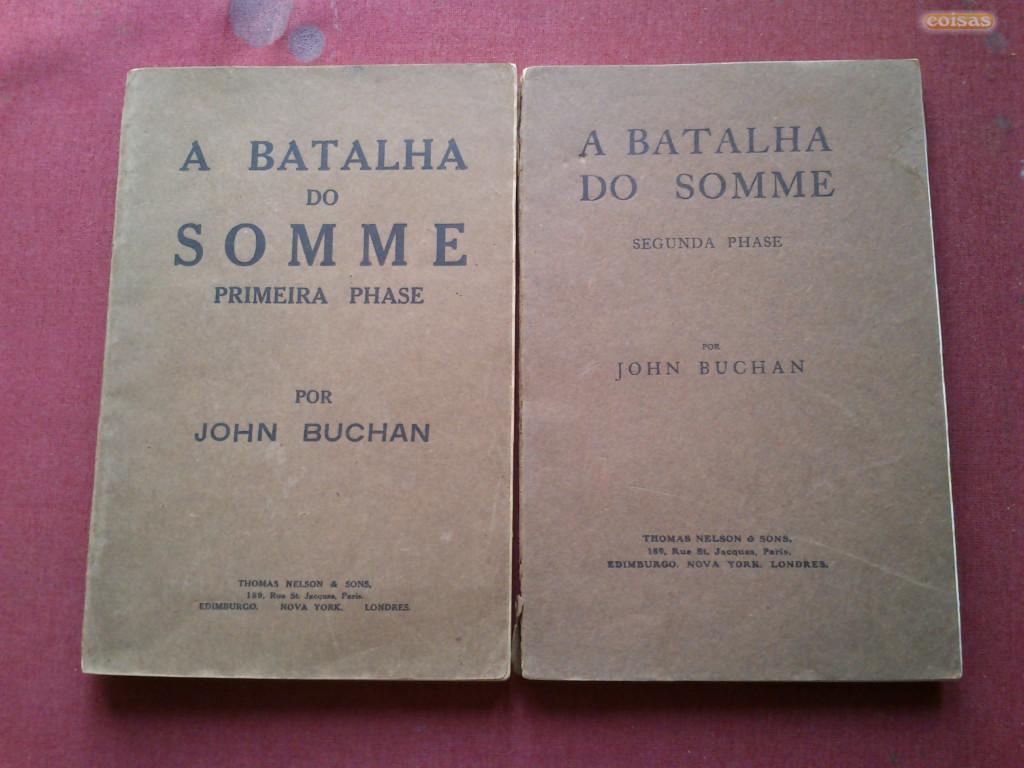 coisas
A BATALHA
DO
SOMME
PRIMEIRA PHASE
POR
JOHN BUCHAN
THOMAS NELSON & SONS,
189, Rue St. Jacques, Paris.
EDIMBURGO. NOVA YORK. LONDRES.
A BATALHA
DO SOMME
SEGUNDA PHASE
POR
JOHN BUCHAN
THOMAS NELSON & SONS,
189, Rue St. Jacques, Paris.
EDIMBURGO. NOVA YORK. LONDRES.